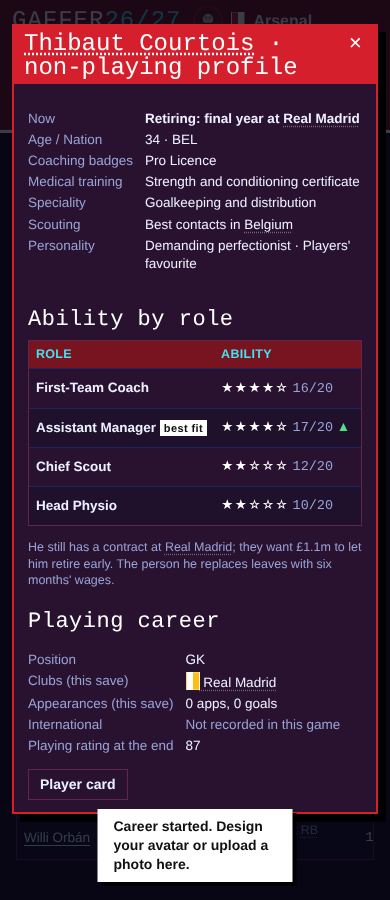 GAFFER26/27 Arsenal
Thibaut Courtois ·
non-playing profile
×
Now Retiring: final year at Real Madrid
Age / Nation 34 · BEL
Coaching badges Pro Licence
Medical training Strength and conditioning certificate
Speciality Goalkeeping and distribution
Scouting Best contacts in Belgium
Personality Demanding perfectionist · Players'
favourite
Ability by role
ROLE ABILITY
First-Team Coach ★★★★☆ 16/20
Assistant Manager best fit ★★★★☆ 17/20 ▲
Chief Scout ★★☆☆☆ 12/20
Head Physio ★★☆☆☆ 10/20
He still has a contract at Real Madrid; they want £1.1m to let
him retire early. The person he replaces leaves with six
months' wages.
Playing career
Position GK
Clubs (this save) Real Madrid
Appearances (this save) 0 apps, 0 goals
International Not recorded in this game
Playing rating at the end 87
Player card
Willi Orbán RB 1
Career started. Design
your avatar or upload a
photo here.